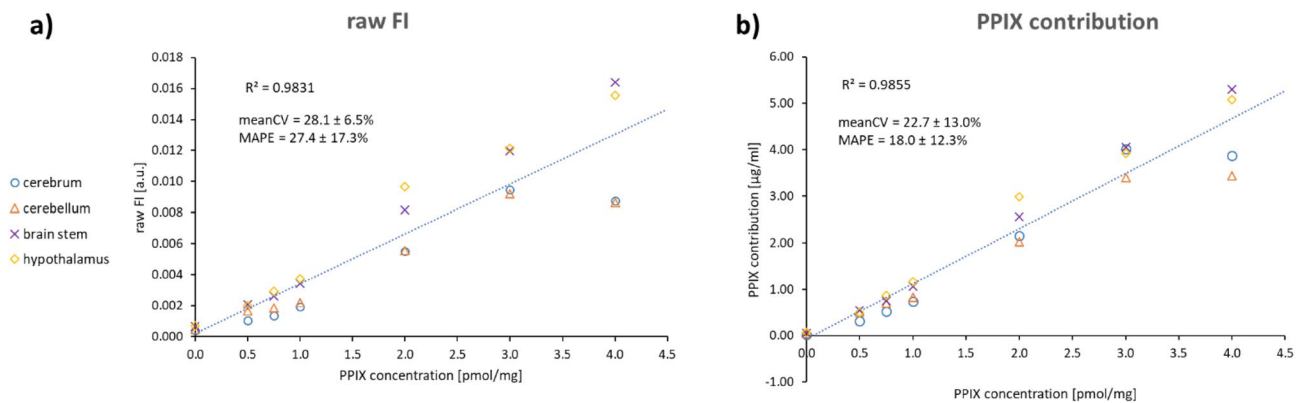 a)
raw FI
0.018
0.016
0.014
0.012
0.010
0.008
0.006
0.004
0.002
0.000
raw FI [a.u.]
R² = 0.9831
meanCV = 28.1 ± 6.5%
MAPE = 27.4 ± 17.3%
0.0 0.5 1.0 1.5 2.0 2.5 3.0 3.5 4.0 4.5
PPIX concentration [pmol/mg]
cerebrum
cerebellum
brain stem
hypothalamus
b)
PPIX contribution
6.00
5.00
4.00
3.00
2.00
1.00
0.00
-1.00
PPIX contribution [µg/ml]
R² = 0.9855
meanCV = 22.7 ± 13.0%
MAPE = 18.0 ± 12.3%
0.0 0.5 1.0 1.5 2.0 2.5 3.0 3.5 4.0 4.5
PPIX concentration [pmol/mg]